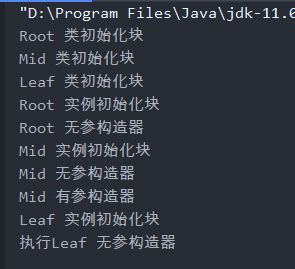 "D:\Program Files\Java\jdk-11.0
Root 类初始化块
Mid 类初始化块
Leaf 类初始化块
Root 实例初始化块
Root 无参构造器
Mid 实例初始化块
Mid 无参构造器
Mid 有参构造器
Leaf 实例初始化块
执行Leaf 无参构造器